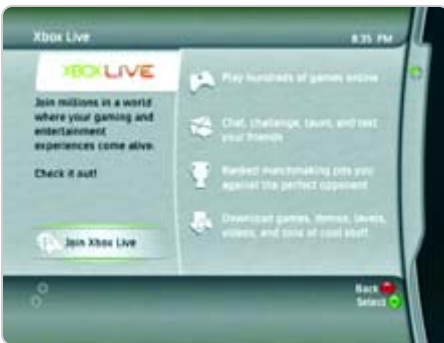 Xbox Live
8:35 PM
XBOX LIVE
Join millions in a world
where your gaming and
entertainment
experiences come alive.
Check it out!
Join Xbox Live
Play hundreds of games online
Chat, challenge, taunt, and text
your friends
Ranked matchmaking pits you
against the perfect opponent
Download games, demos, levels,
videos, and tons of cool stuff
Back
Select